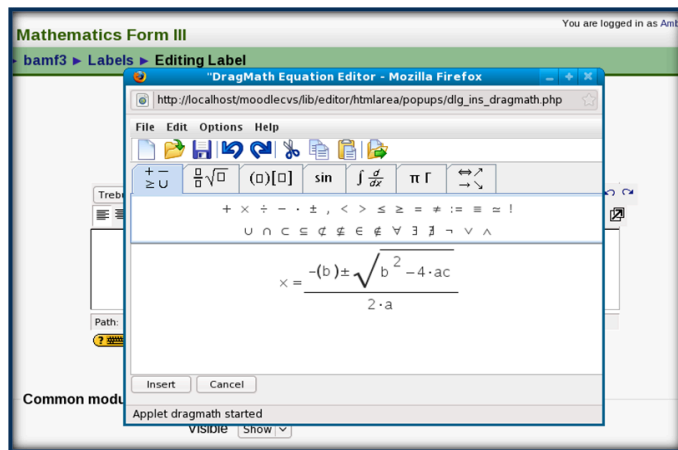 You are logged in as Amb
Mathematics Form III
bamf3 ► Labels ► Editing Label
"DragMath Equation Editor - Mozilla Firefox
http://localhost/moodlecvs/lib/editor/htmlarea/popups/dlg_ins_dragmath.php
File Edit Options Help
+ − ≥ ∪ ▯/▯ √▯ (▯)[▯] sin ∫ d/dx π Γ ⇔ ↗ → ↘
Trebu
+ × ÷ − · ± , < > ≤ ≥ = ≠ := ≡ ≃ !
∪ ∩ ⊂ ⊆ ⊄ ⊈ ∈ ∉ ∀ ∃ ∄ ¬ ∨ ∧
x = (−(b)±√(b² −4·ac))/(2·a)
Path:
?
Insert Cancel
Common modu
Applet dragmath started
Visible Show